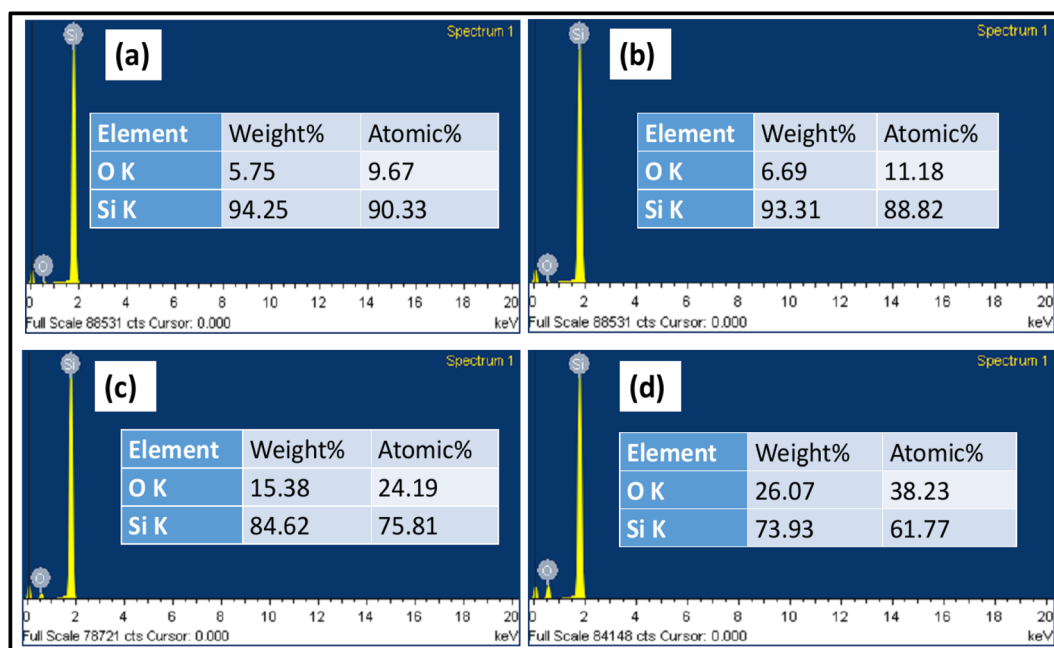 Si
Spectrum 1
(a)
Element Weight% Atomic%
O K 5.75 9.67
Si K 94.25 90.33
O
0 2 4 6 8 10 12 14 16 18 20
Full Scale 88531 cts Cursor: 0.000 keV
Si
Spectrum 1
(b)
Element Weight% Atomic%
O K 6.69 11.18
Si K 93.31 88.82
O
0 2 4 6 8 10 12 14 16 18 20
Full Scale 88531 cts Cursor: 0.000 keV
Si
Spectrum 1
(c)
Element Weight% Atomic%
O K 15.38 24.19
Si K 84.62 75.81
O
0 2 4 6 8 10 12 14 16 18 20
Full Scale 78721 cts Cursor: 0.000 keV
Si
Spectrum 1
(d)
Element Weight% Atomic%
O K 26.07 38.23
Si K 73.93 61.77
O
0 2 4 6 8 10 12 14 16 18 20
Full Scale 84148 cts Cursor: 0.000 keV